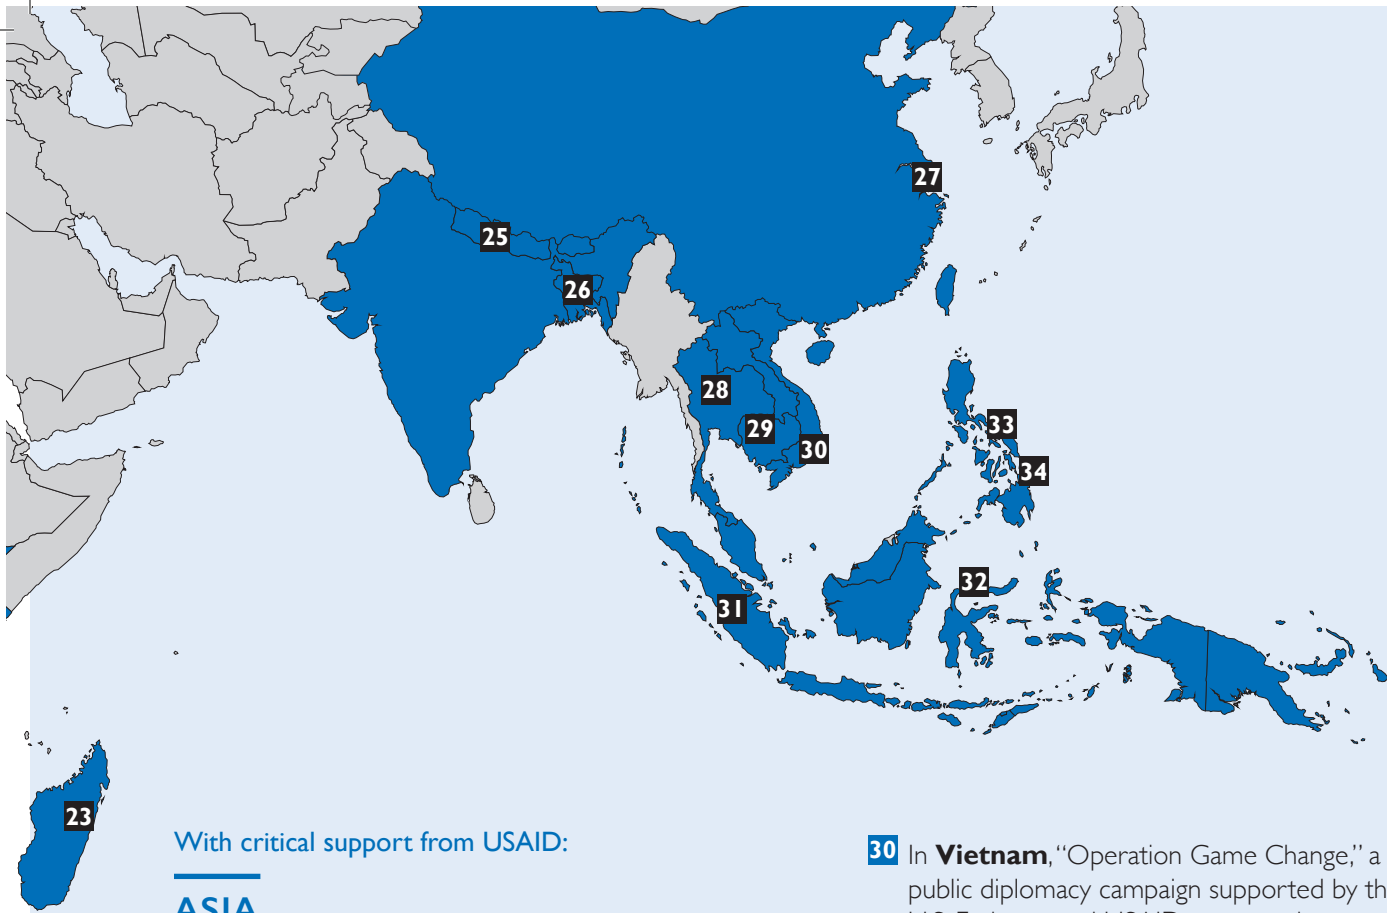 27
25
26
28
33
29
30
34
32
31
23
With critical support from USAID:
ASIA
30 In Vietnam, “Operation Game Change,” a
public diplomacy campaign supported by th